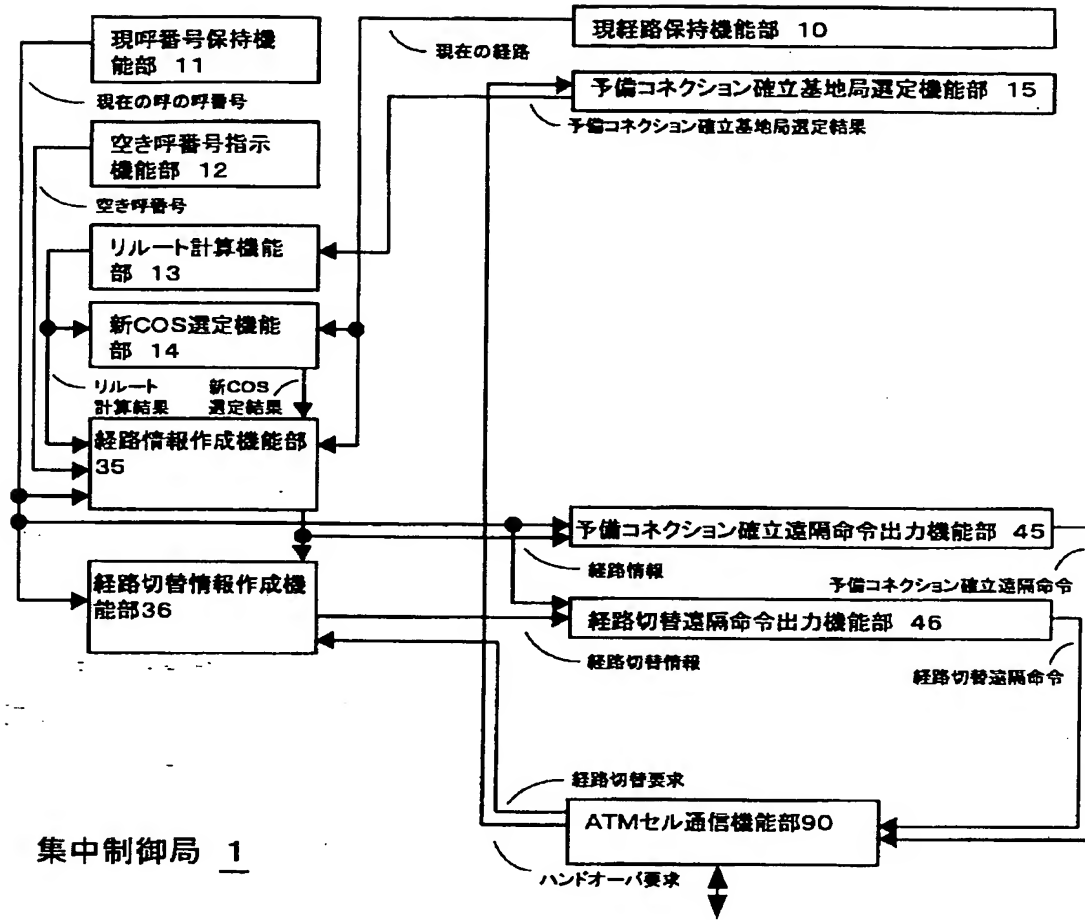 現呼番号保持機
能部 11
現在の呼の呼番号
空き呼番号指示
機能部 12
空き呼番号
リルート計算機能
部 13
新COS選定機能
部 14
リルート
計算結果
新COS
選定結果
経路情報作成機能部
35
経路切替情報作成機
能部36
現在の経路
現経路保持機能部 10
予備コネクション確立基地局選定機能部 15
予備コネクション確立基地局選定結果
予備コネクション確立遠隔命令出力機能部 45
経路情報
予備コネクション確立遠隔命令
経路切替遠隔命令出力機能部 46
経路切替情報
経路切替遠隔命令
経路切替要求
ATMセル通信機能部90
ハンドオーバ要求
集中制御局 1